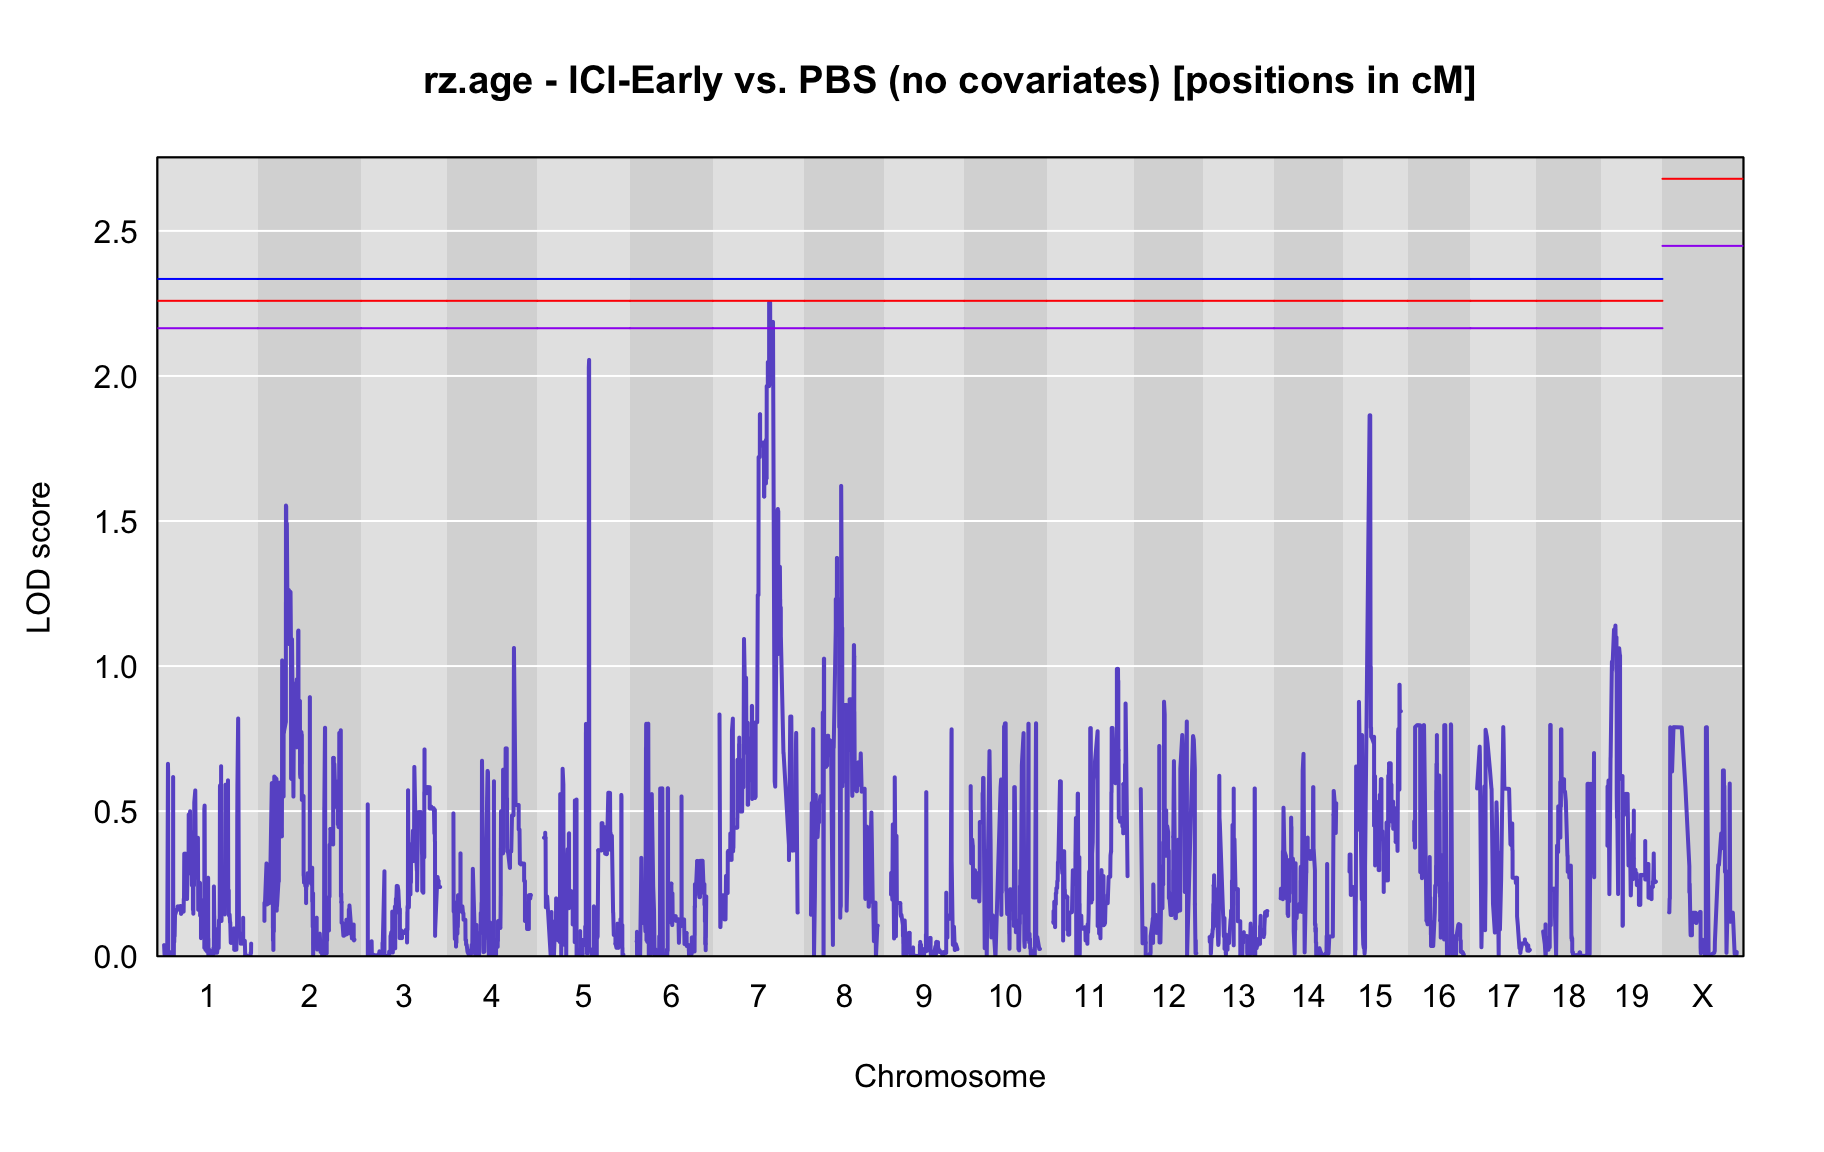 rz.age - ICI-Early vs. PBS (no covariates) [positions in cM]
2.5
2.0
1.5
1.0
0.5
0.0
LOD score
1 2 3 4 5 6 7 8 9 10 11 12 13 14 15 16 17 18 19 X
Chromosome